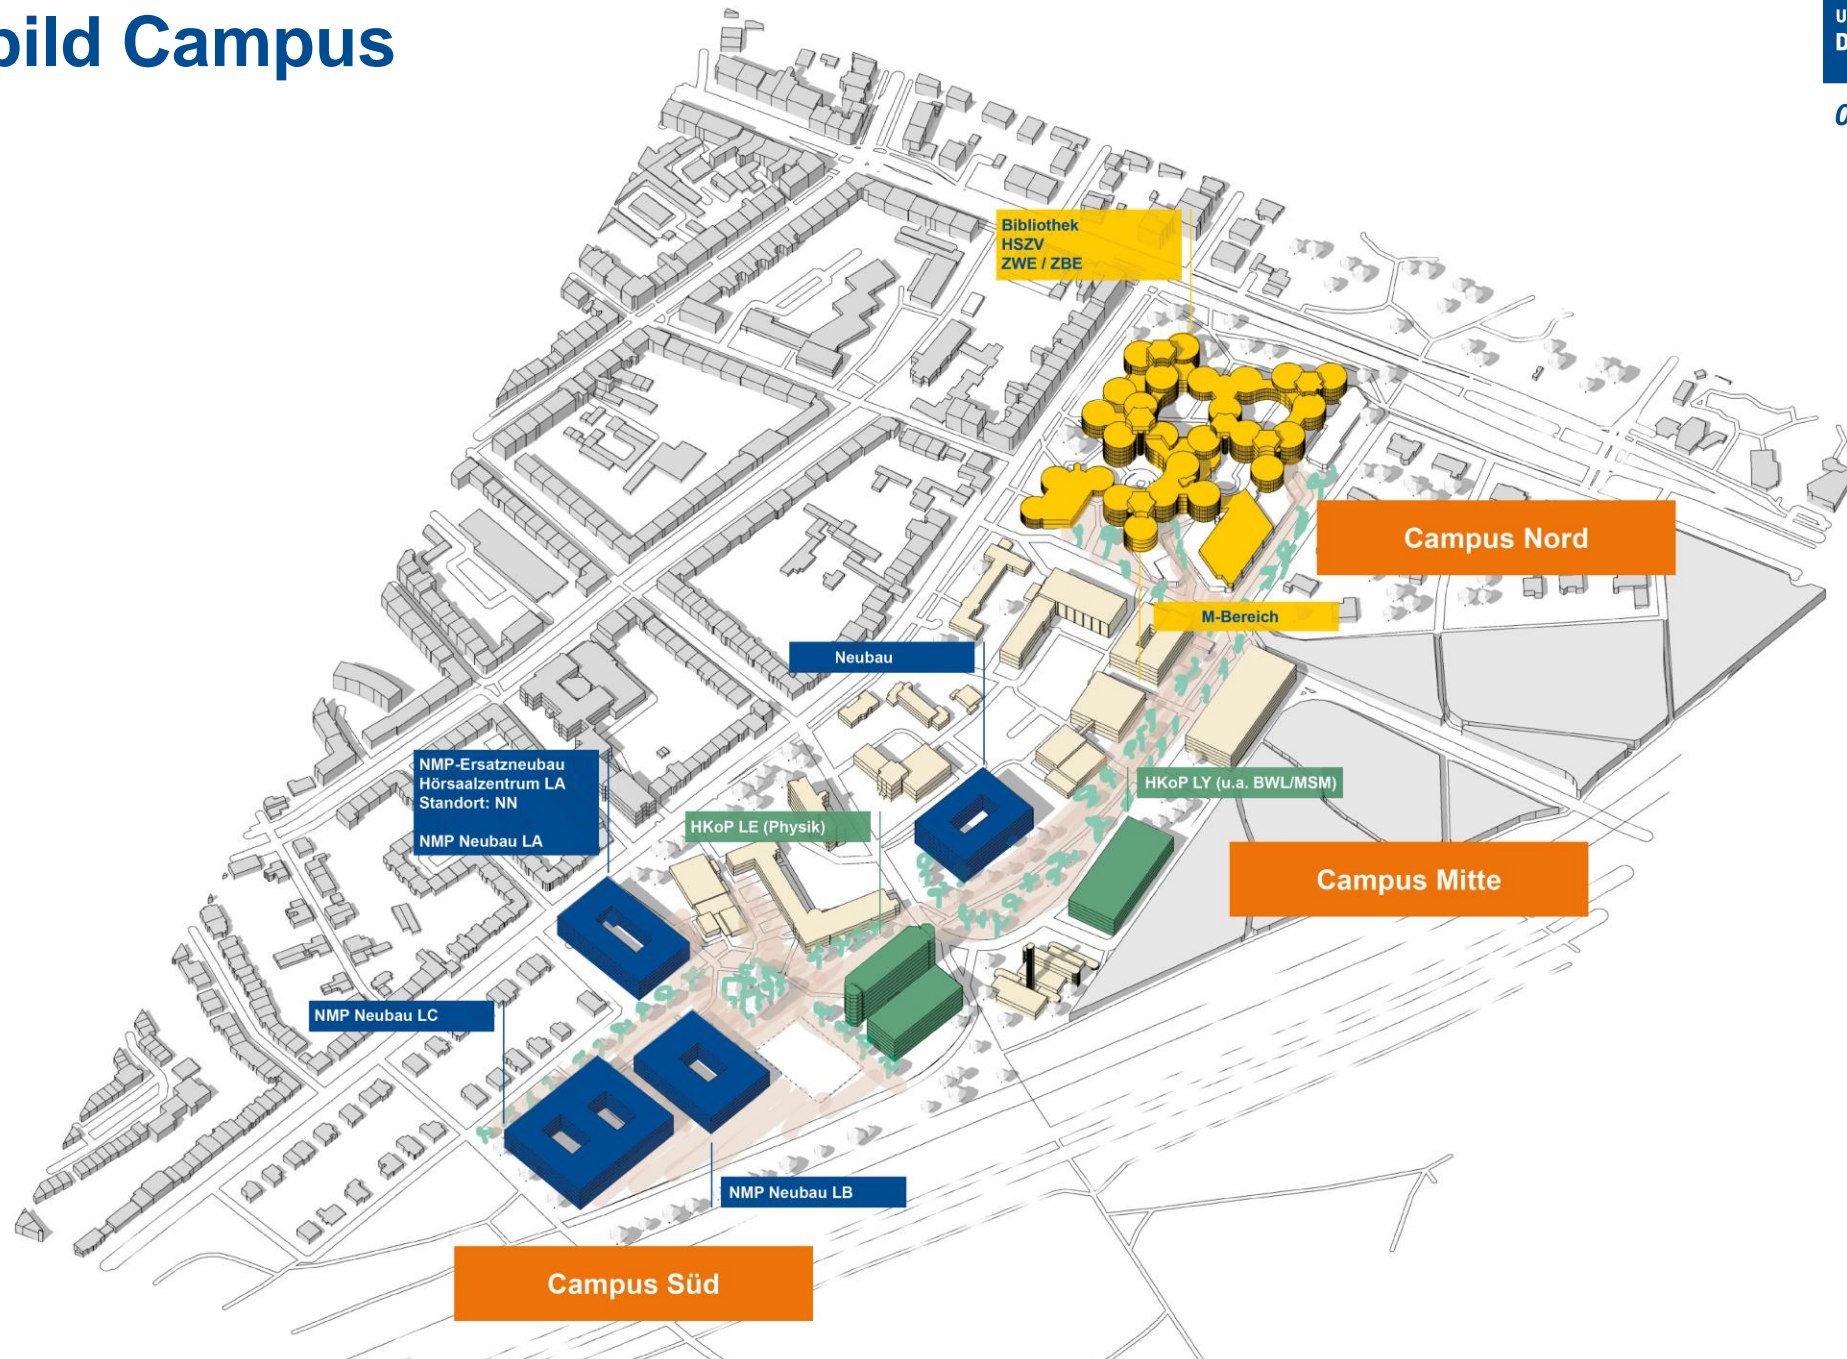 bild Campus
U
D
0
Bibliothek
HSZV
ZWE / ZBE
Campus Nord
M-Bereich
Neubau
NMP-Ersatzneubau
Hörsaalzentrum LA
Standort: NN
NMP Neubau LA
HKoP LY (u.a. BWL/MSM)
HKoP LE (Physik)
Campus Mitte
NMP Neubau LC
NMP Neubau LB
Campus Süd